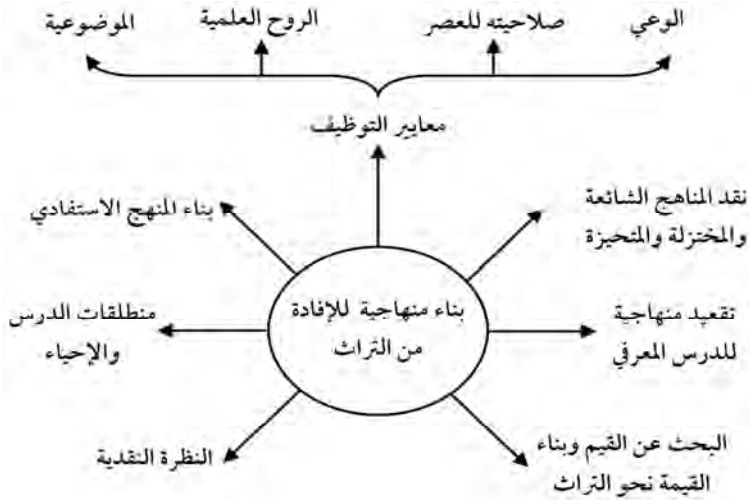 الوعي
صلاحيته للعصر
الروح العلمية
الموضوعية
معايير التوظيف
نقد المناهج الشائعة
والمختزلة والمتحيزة
بناء المنهج الاستفادي
بناء منهاجية للإفادة
من التراث
تقعيد منهاجية
للدرس المعرفي
منطلقات الدرس
والإحياء
البحث عن القيم وبناء
القيمة نحو التراث
النظرة النقدية